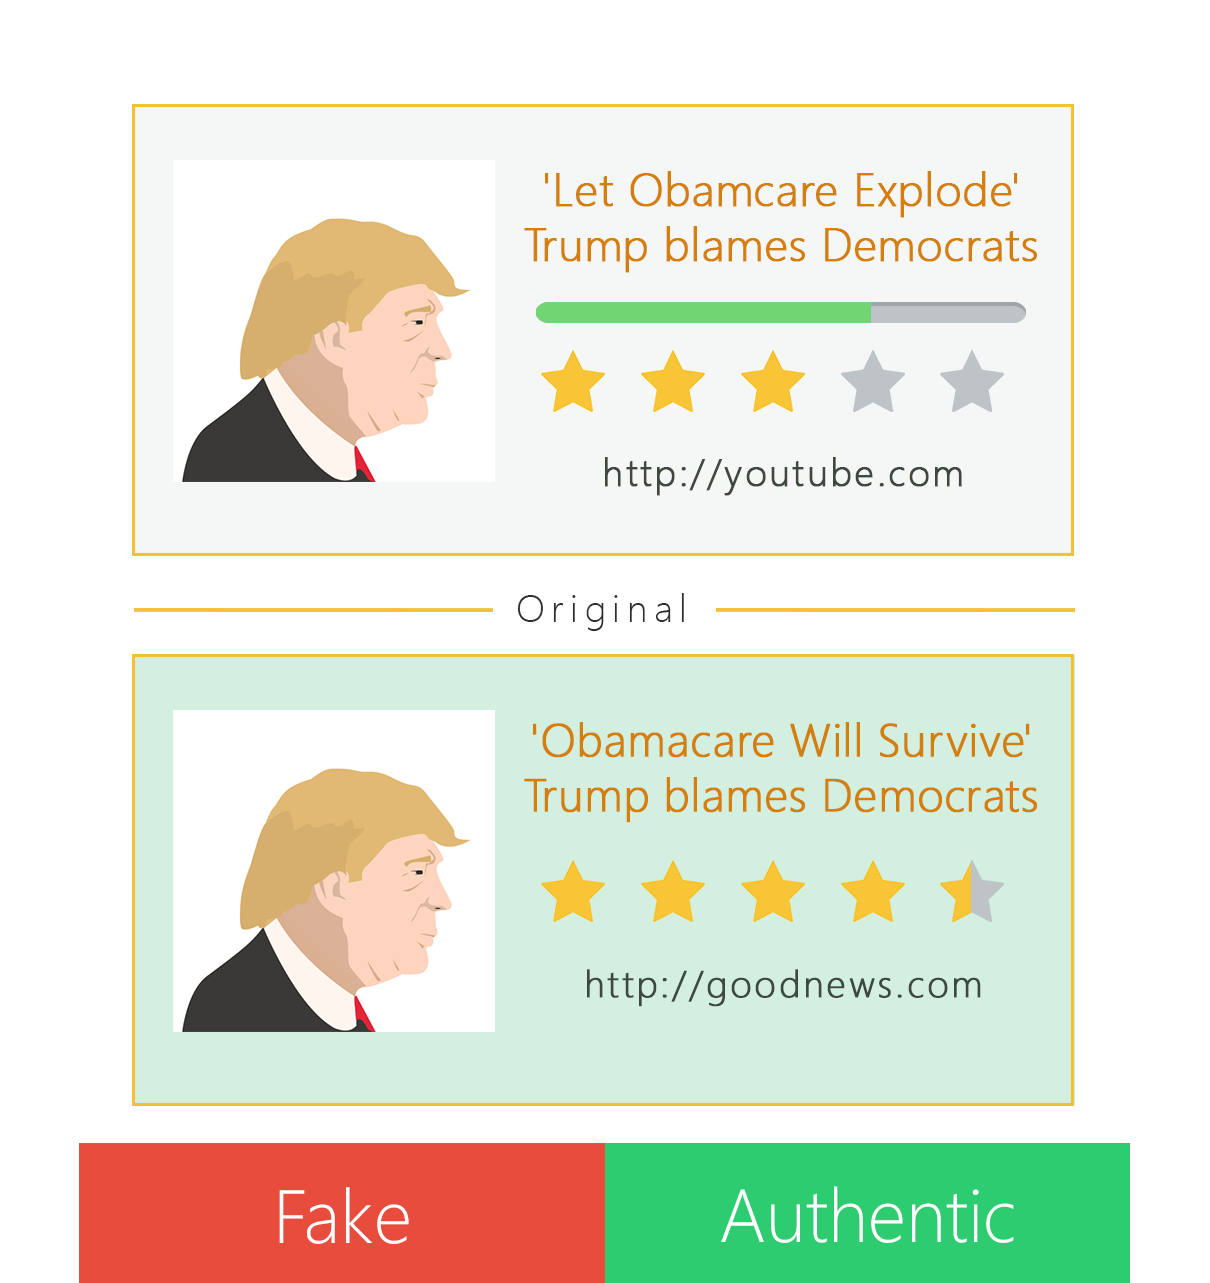 'Let Obamcare Explode'
Trump blames Democrats
http://youtube.com
Original
'Obamacare Will Survive'
Trump blames Democrats
http://goodnews.com
Fake
Authentic